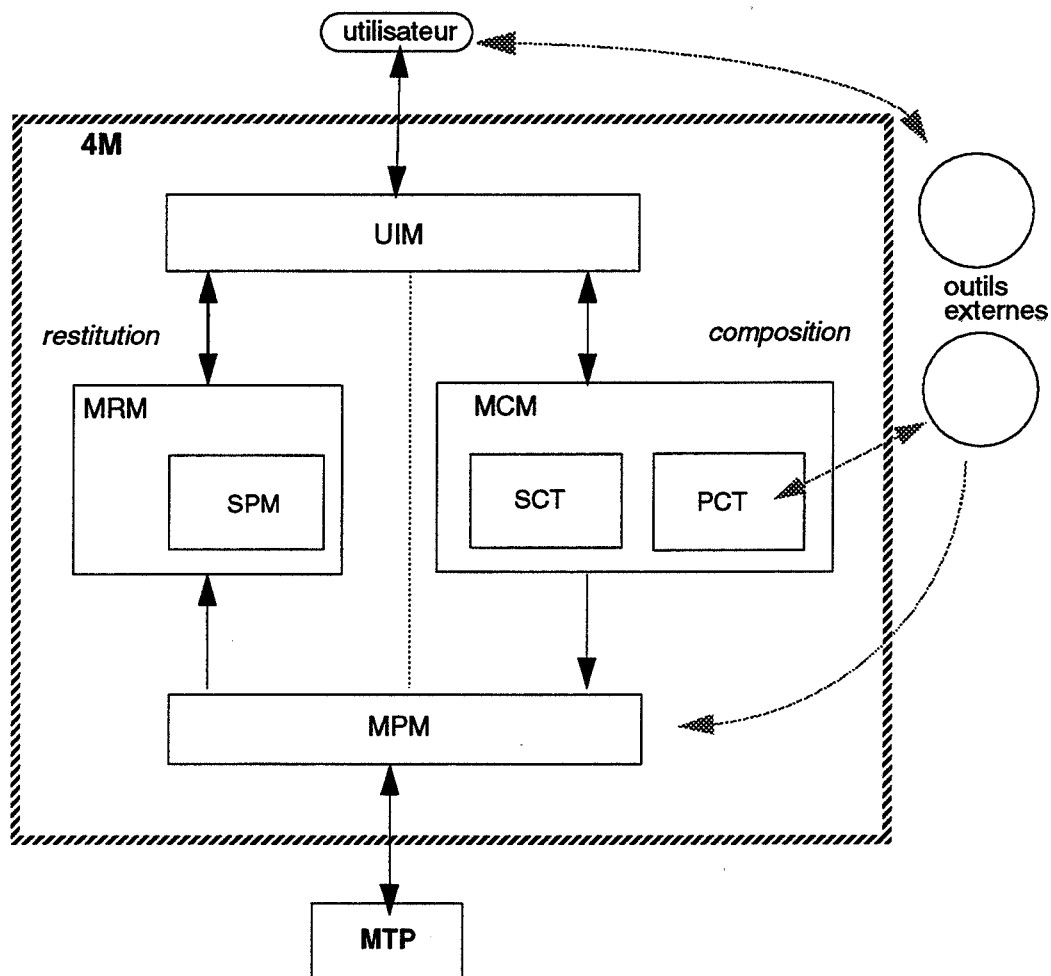 utilisateur
4M
UIM
outils
externes
restitution
composition
MRM
MCM
SPM
SCT
PCT
MPM
MTP